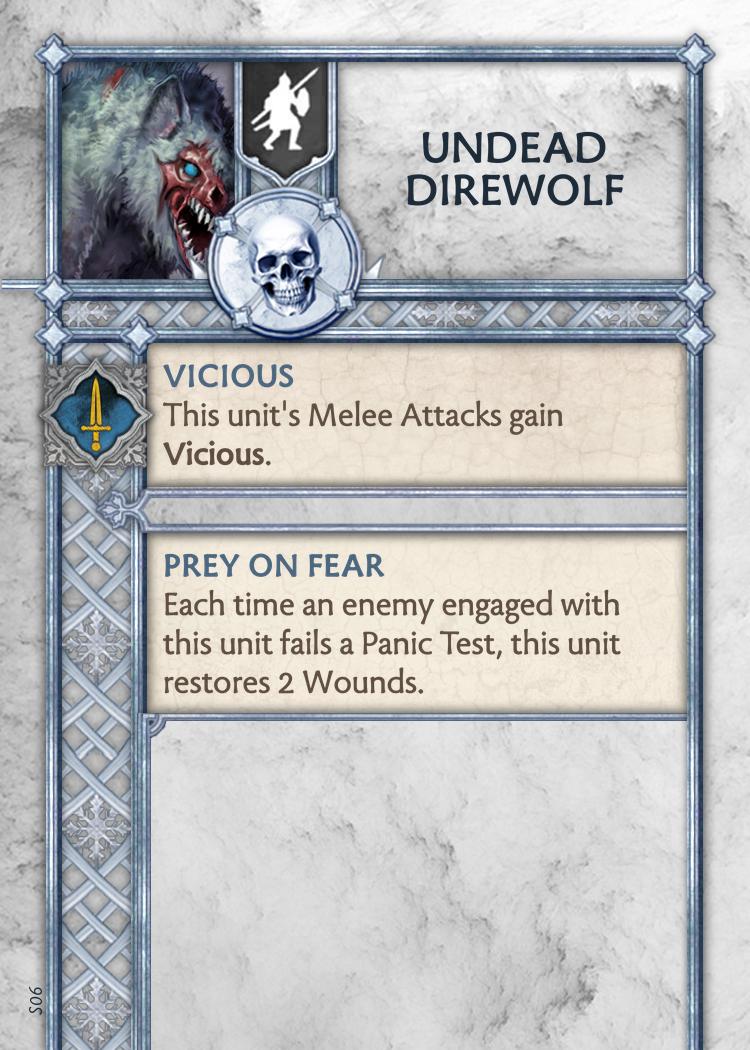 UNDEAD
DIREWOLF
VICIOUS
This unit's Melee Attacks gain
Vicious.
PREY ON FEAR
Each time an enemy engaged with
this unit fails a Panic Test, this unit
restores 2 Wounds.
S06